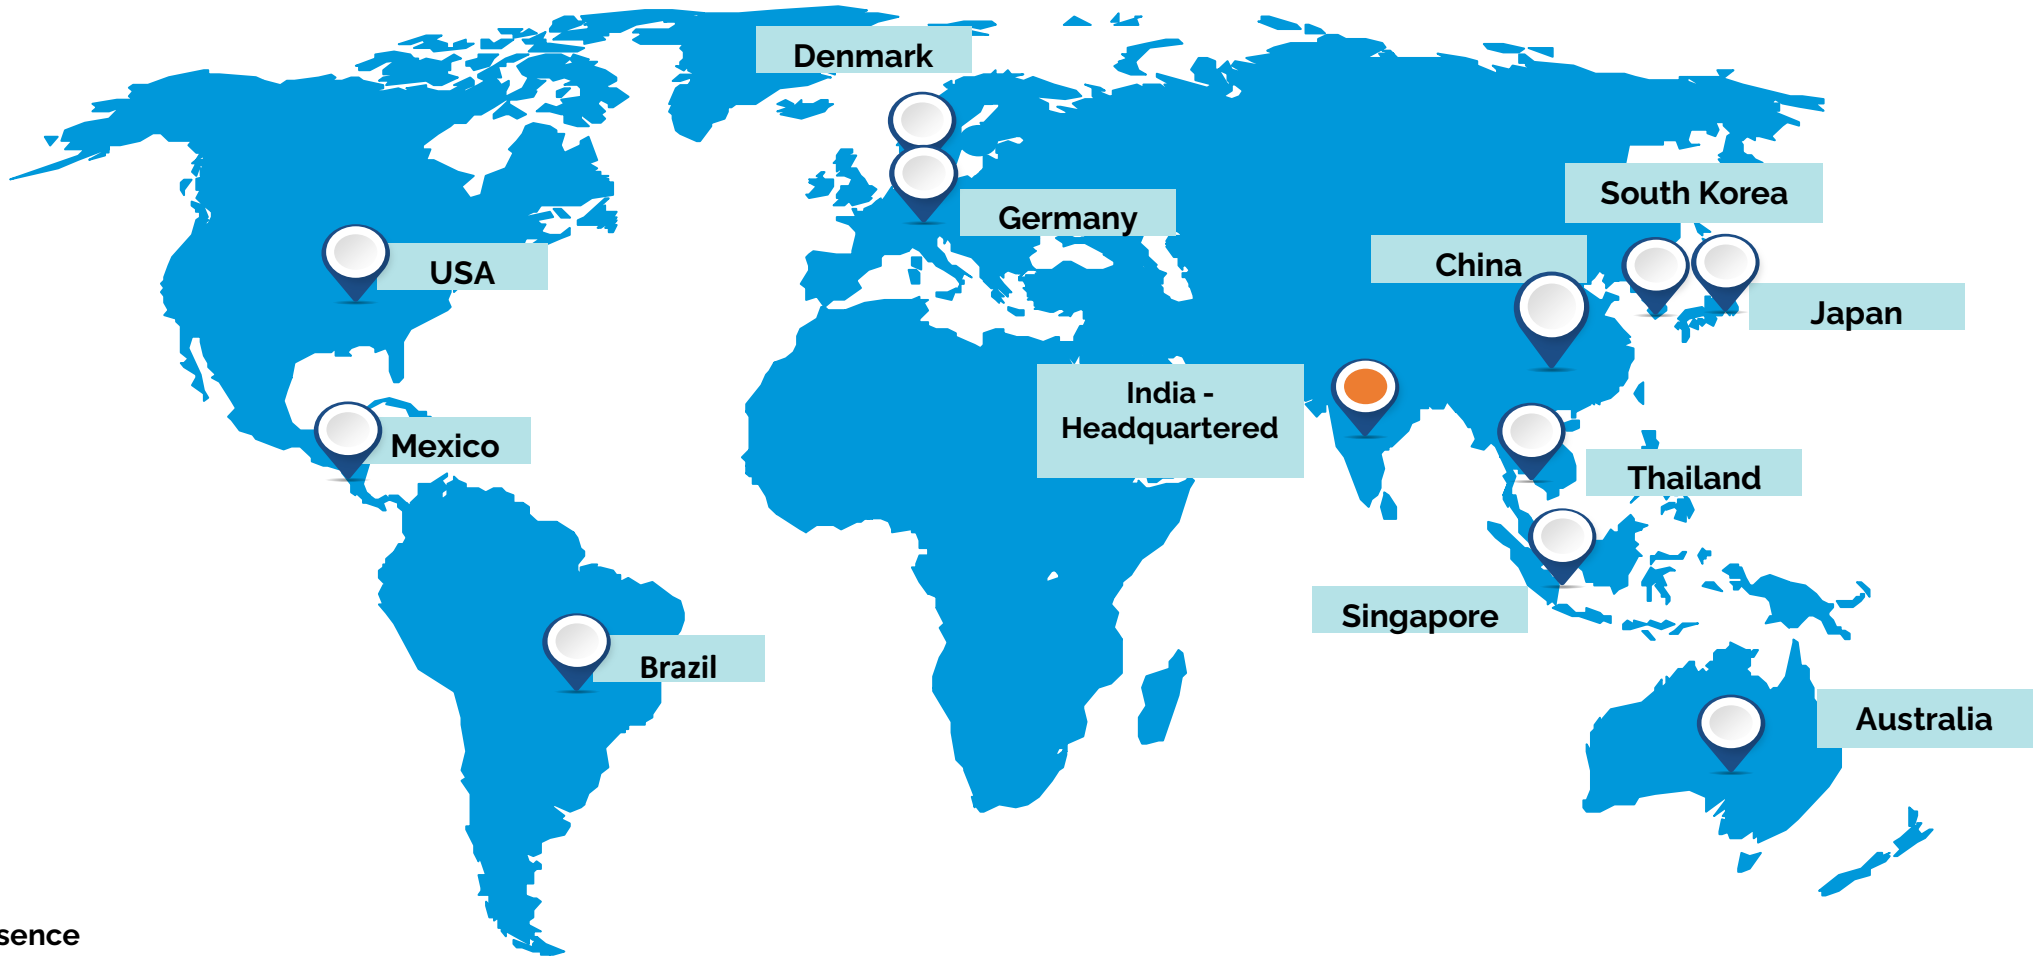 Denmark
South Korea
Germany
China
USA
Japan
India -
Headquartered
Mexico
Thailand
Singapore
Brazil
Australia
sence